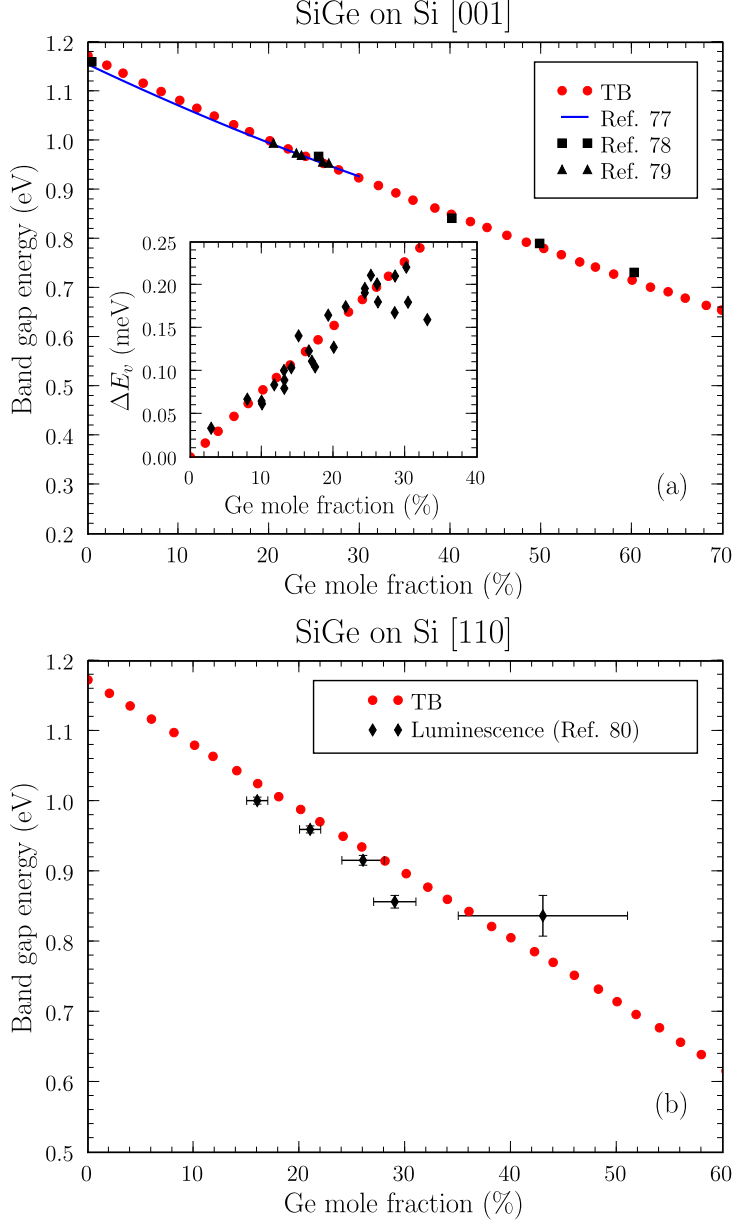 SiGe on Si [001]
1.2
1.1
1.0
0.9
0.8
0.7
0.6
0.5
0.4
0.3
0.2
Band gap energy (eV)
TB
Ref. 77
Ref. 78
Ref. 79
0.25
0.20
0.15
0.10
0.05
0.00
ΔEv (meV)
0 10 20 30 40
Ge mole fraction (%)
(a)
0 10 20 30 40 50 60 70
Ge mole fraction (%)
SiGe on Si [110]
1.2
1.1
1.0
0.9
0.8
0.7
0.6
0.5
Band gap energy (eV)
TB
Luminescence (Ref. 80)
(b)
0 10 20 30 40 50 60
Ge mole fraction (%)